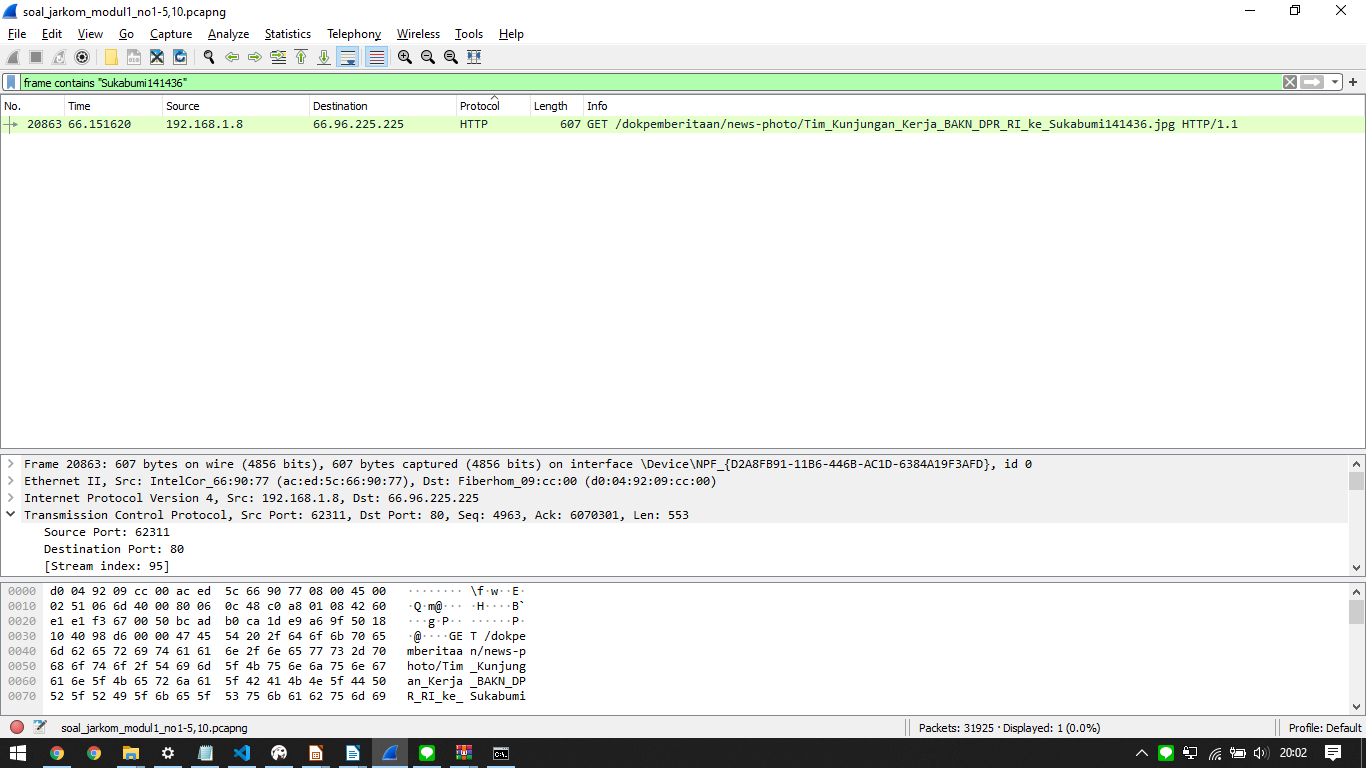 soal_jarkom_modul1_no1-5,10.pcapng
File Edit View Go Capture Analyze Statistics Telephony Wireless Tools Help
frame contains "Sukabumi141436"
No. Time Source Destination Protocol Length Info
20863 66.151620 192.168.1.8 66.96.225.225 HTTP 607 GET /dokpemberitaan/news-photo/Tim_Kunjungan_Kerja_BAKN_DPR_RI_ke_Sukabumi141436.jpg HTTP/1.1
Frame 20863: 607 bytes on wire (4856 bits), 607 bytes captured (4856 bits) on interface \Device\NPF_{D2A8FB91-11B6-446B-AC1D-6384A19F3AFD}, id 0
Ethernet II, Src: IntelCor_66:90:77 (ac:ed:5c:66:90:77), Dst: Fiberhom_09:cc:00 (d0:04:92:09:cc:00)
Internet Protocol Version 4, Src: 192.168.1.8, Dst: 66.96.225.225
Transmission Control Protocol, Src Port: 62311, Dst Port: 80, Seq: 4963, Ack: 6070301, Len: 553
Source Port: 62311
Destination Port: 80
[Stream index: 95]
0000 d0 04 92 09 cc 00 ac ed 5c 66 90 77 08 00 45 00 ········ \f·w··E·
0010 02 51 06 6d 40 00 80 06 0c 48 c0 a8 01 08 42 60 ·Q·m@··· ·H····B`
0020 e1 e1 f3 67 00 50 bc ad b0 ca 1d e9 a6 9f 50 18 ···g·P·· ······P·
0030 10 40 98 d6 00 00 47 45 54 20 2f 64 6f 6b 70 65 ·@····GE T /dokpe
0040 6d 62 65 72 69 74 61 61 6e 2f 6e 65 77 73 2d 70 mberitaa n/news-p
0050 68 6f 74 6f 2f 54 69 6d 5f 4b 75 6e 6a 75 6e 67 hoto/Tim _Kunjung
0060 61 6e 5f 4b 65 72 6a 61 5f 42 41 4b 4e 5f 44 50 an_Kerja _BAKN_DP
0070 52 5f 52 49 5f 6b 65 5f 53 75 6b 61 62 75 6d 69 R_RI_ke_ Sukabumi
soal_jarkom_modul1_no1-5,10.pcapng Packets: 31925 · Displayed: 1 (0.0%) Profile: Default
20:02